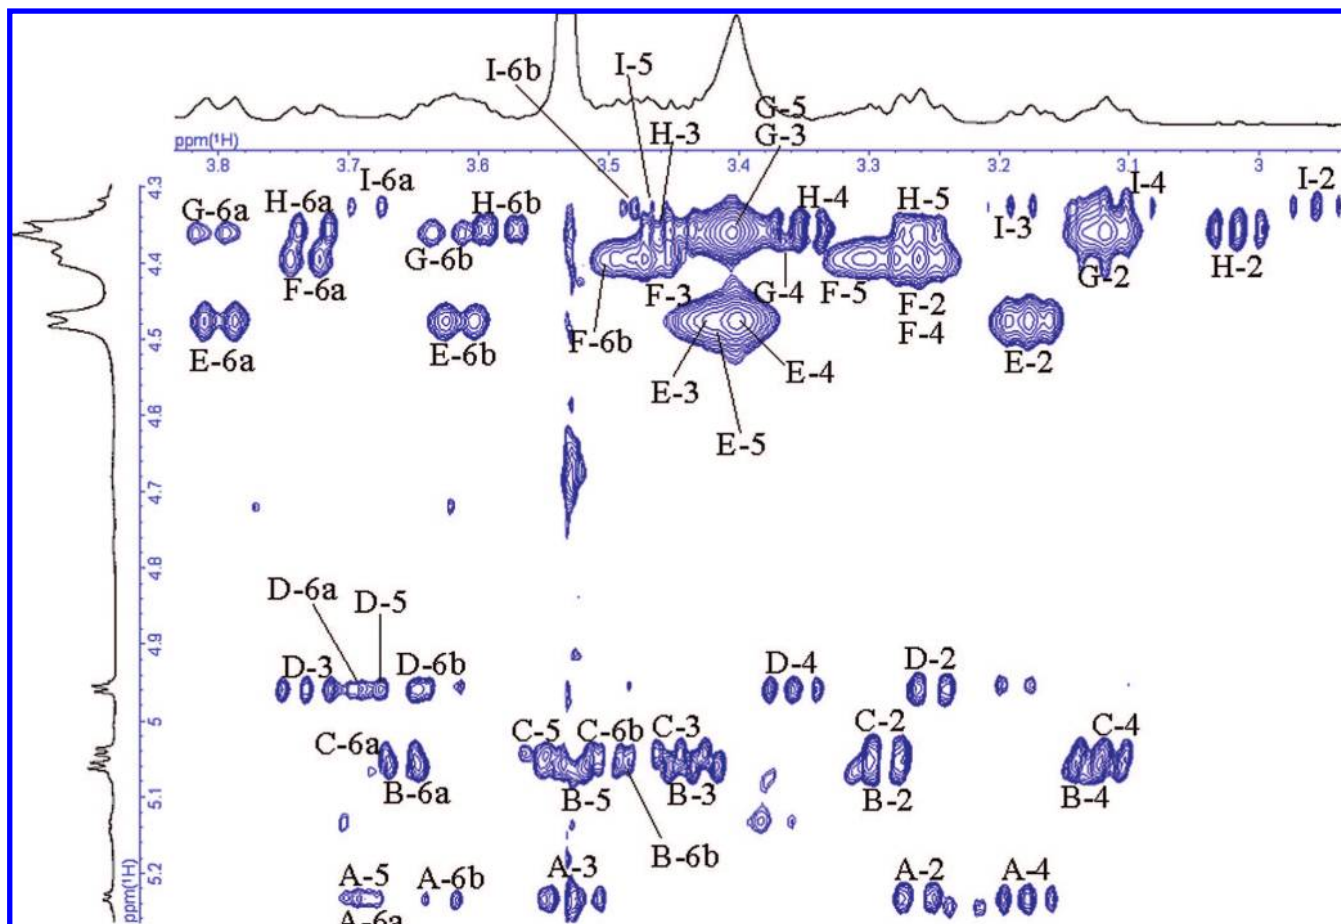 I-6b
I-5
H-3
G-5
G-3
ppm(¹H)
3.8
3.7
3.6
3.5
3.4
3.3
3.2
3.1
3
4.3
4.4
4.5
4.6
4.7
4.8
4.9
5
5.1
5.2
ppm(¹H)
G-6a
H-6a
I-6a
H-6b
H-4
H-5
I-4
I-2
I-3
F-6a
G-6b
F-3
G-4
F-5
F-2
F-4
G-2
H-2
E-6a
E-6b
F-6b
E-3
E-4
E-5
E-2
D-6a
D-5
D-3
D-6b
D-4
D-2
C-6a
C-5
C-6b
C-3
C-2
C-4
B-6a
B-5
B-3
B-2
B-4
B-6b
A-5
A-6b
A-3
A-2
A-4
A-6a